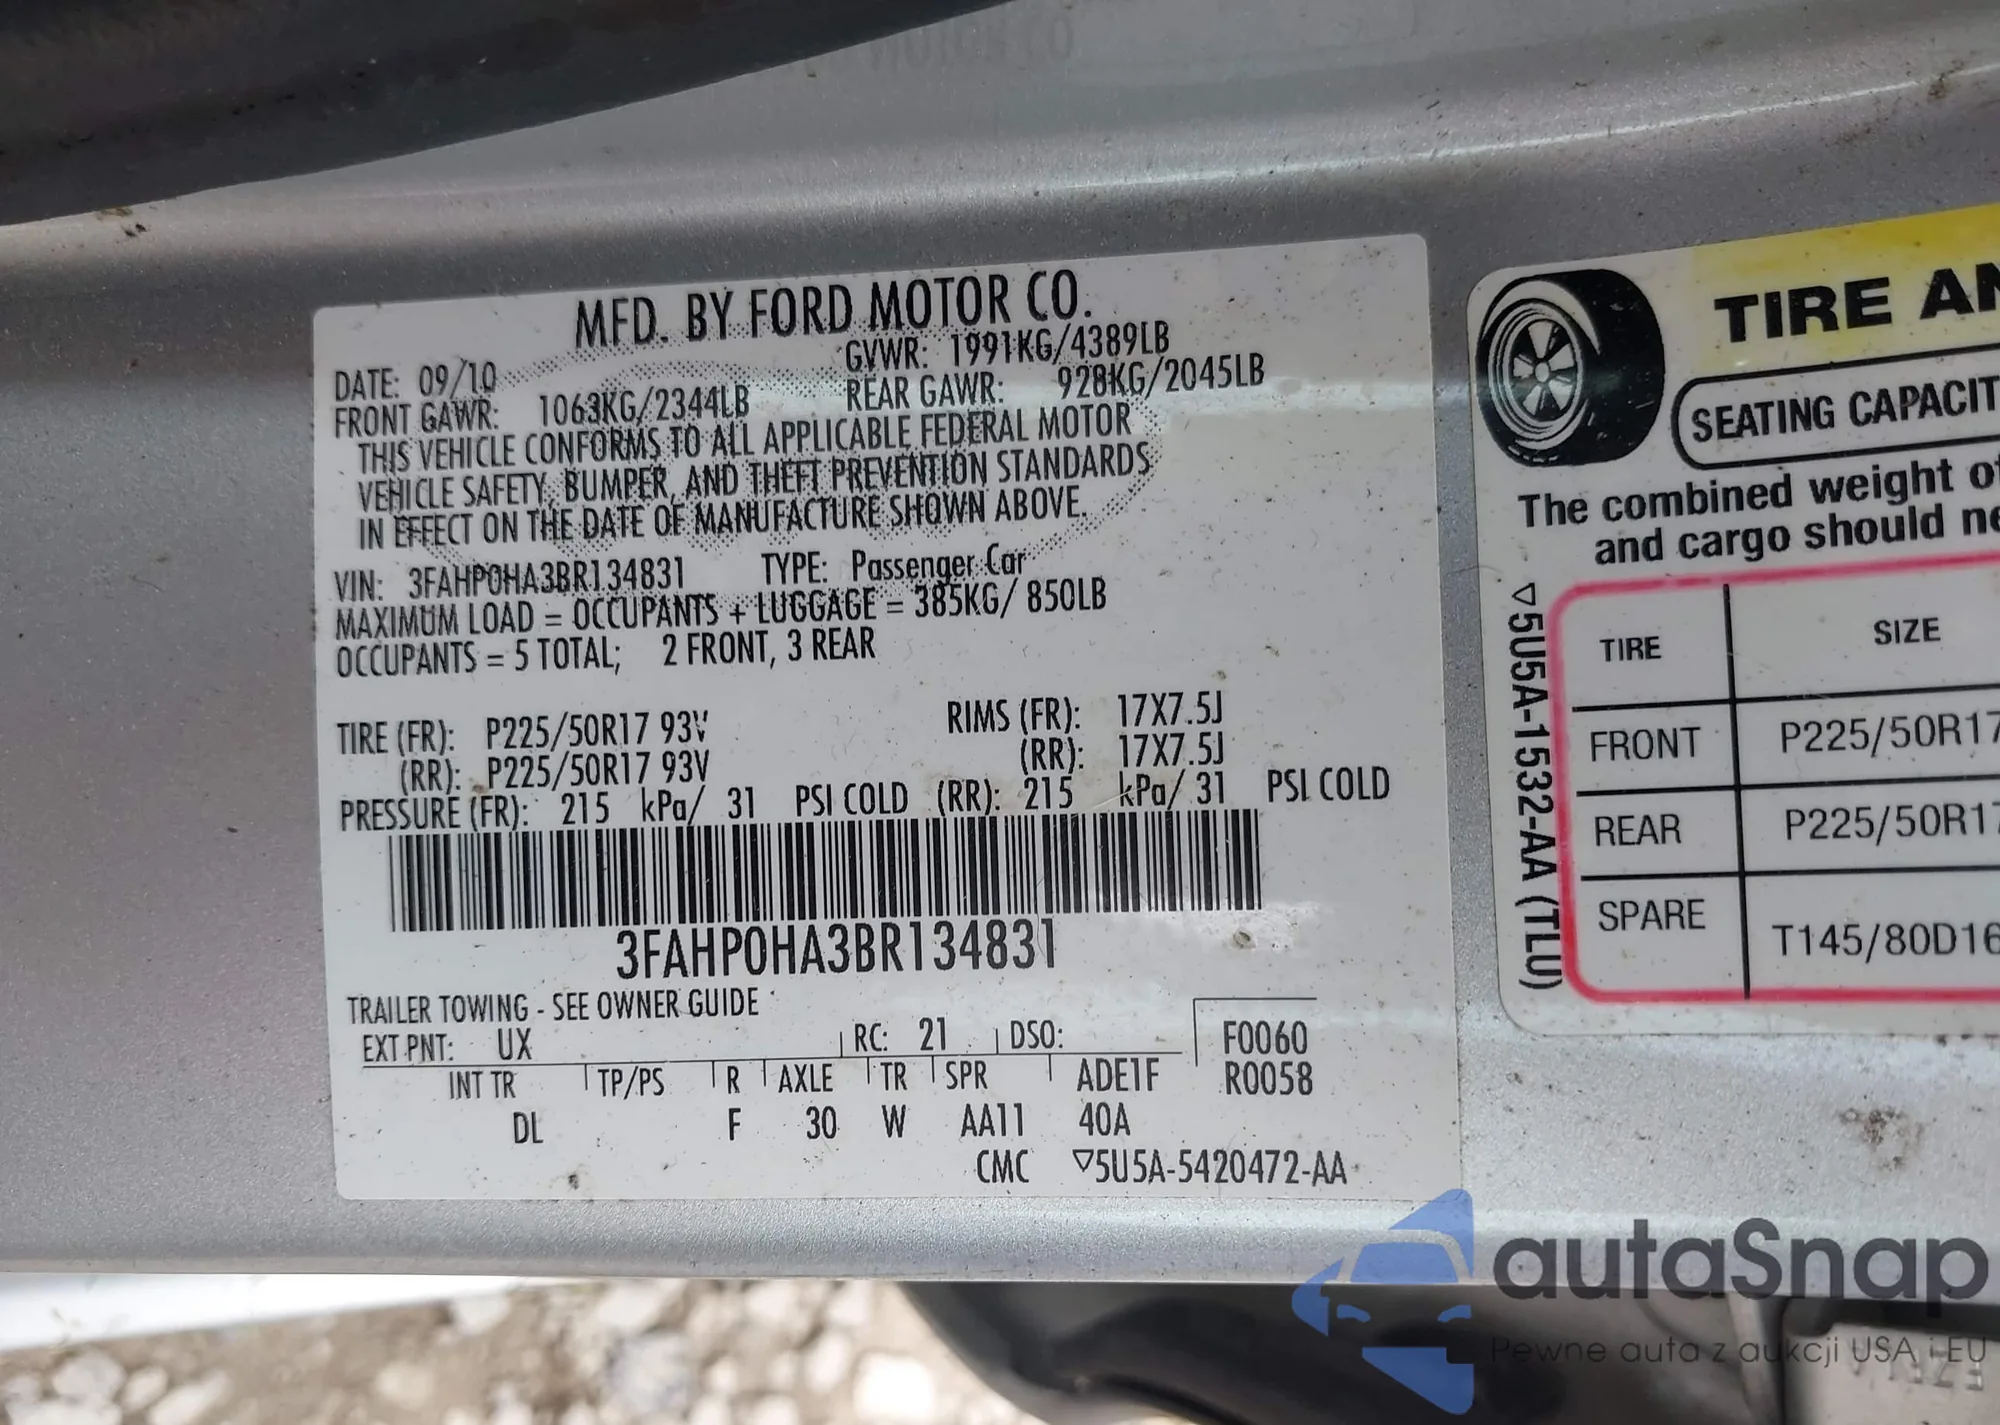 MFD. BY FORD MOTOR CO.
DATE: 09/10 GVWR: 1991KG/4389LB
FRONT GAWR: 1063KG/2344LB REAR GAWR: 928KG/2045LB
THIS VEHICLE CONFORMS TO ALL APPLICABLE FEDERAL MOTOR
VEHICLE SAFETY, BUMPER, AND THEFT PREVENTION STANDARDS
IN EFFECT ON THE DATE OF MANUFACTURE SHOWN ABOVE.
VIN: 3FAHP0HA3BR134831 TYPE: Passenger Car
MAXIMUM LOAD = OCCUPANTS + LUGGAGE = 385KG/ 850LB
OCCUPANTS = 5 TOTAL; 2 FRONT, 3 REAR
TIRE (FR): P225/50R17 93V RIMS (FR): 17X7.5J
(RR): P225/50R17 93V (RR): 17X7.5J
PRESSURE (FR): 215 kPa/ 31 PSI COLD (RR): 215 kPa/ 31 PSI COLD
3FAHP0HA3BR134831
TRAILER TOWING - SEE OWNER GUIDE
EXT PNT: UX RC: 21 DSO: F0060
INT TR TP/PS R AXLE TR SPR ADE1F R0058
DL F 30 W AA11 40A
CMC ▽5U5A-5420472-AA
TIRE AN
SEATING CAPACIT
The combined weight of
and cargo should ne
▽5U5A-1532-AA (TLU)
TIRE SIZE
FRONT P225/50R17
REAR P225/50R17
SPARE T145/80D16
autaSnap
Pewne auta z aukcji USA i EU